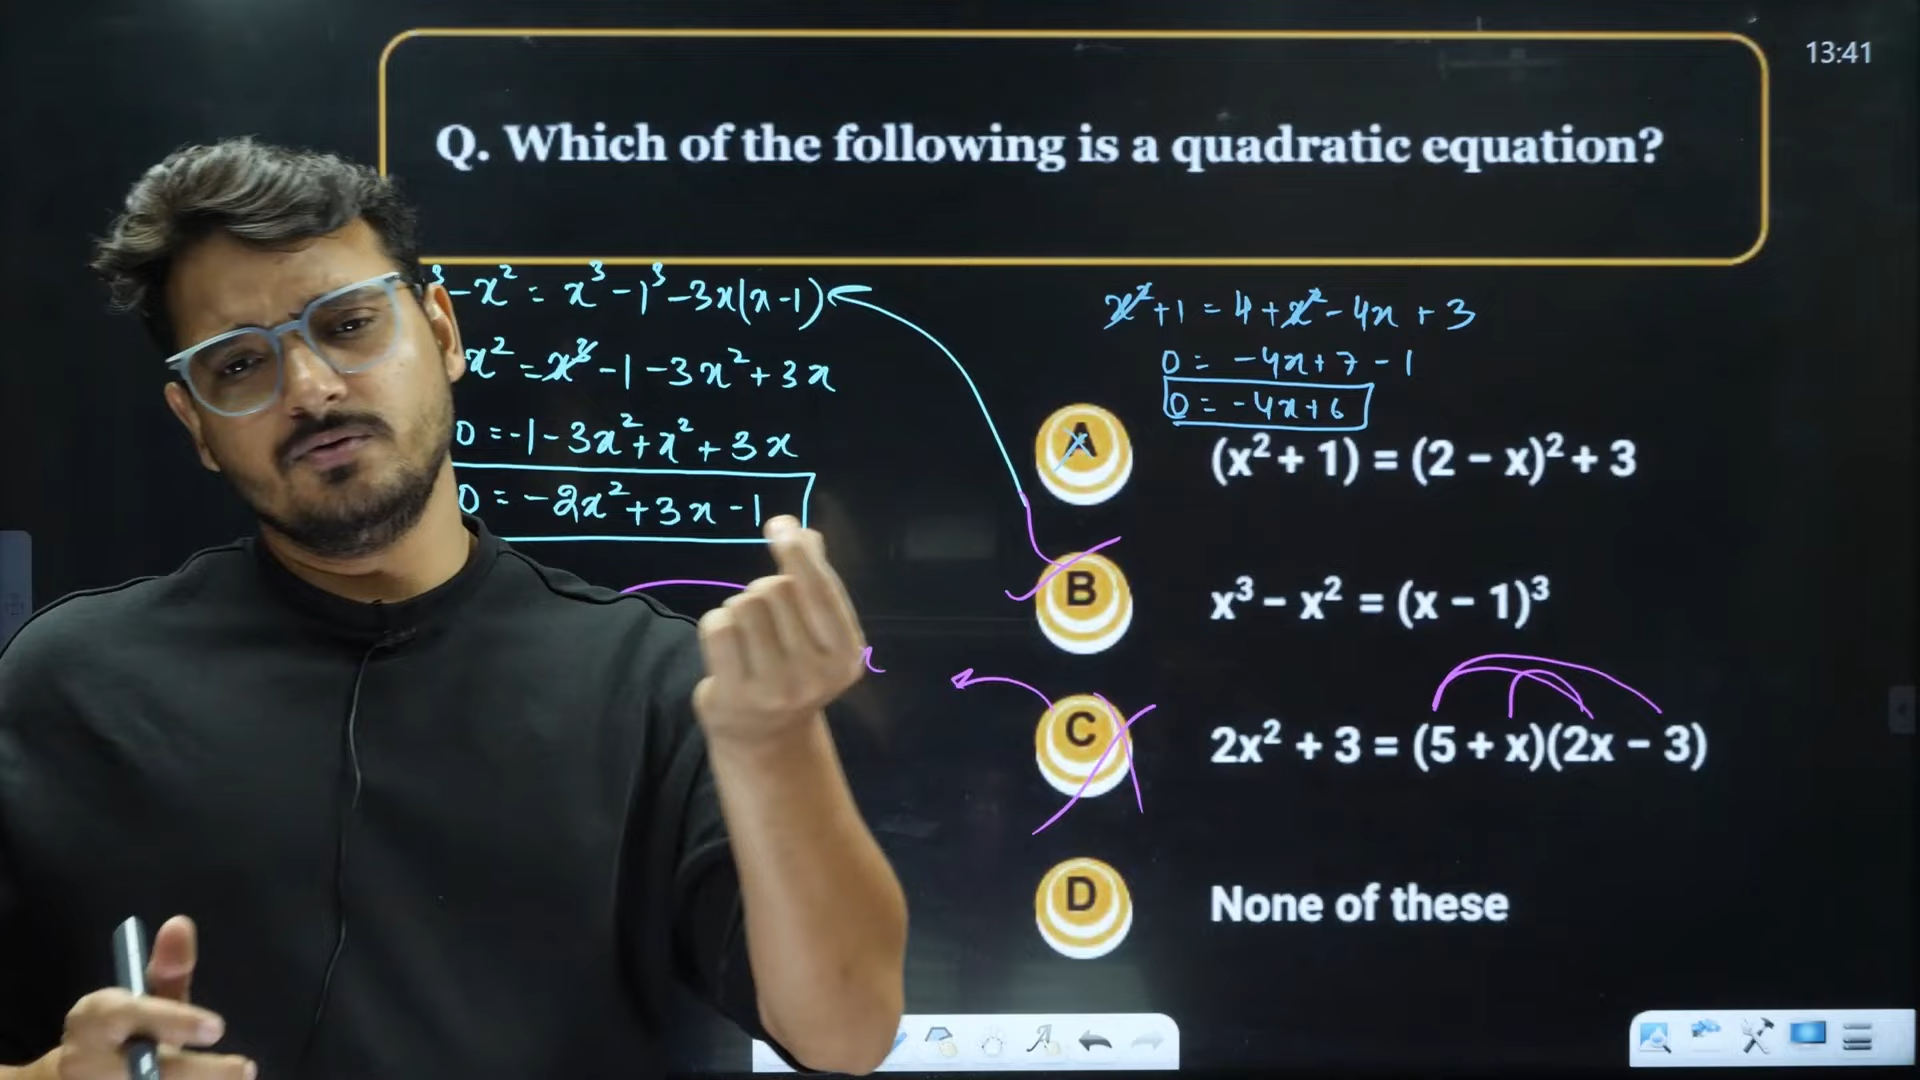 13:41
Q. Which of the following is a quadratic equation?
³-x² = x³-1³-3x(x-1)
x² = x³-1-3x²+3x
0 = -1-3x²+x²+3x
0 = -2x²+3x-1
x
x²+1 = 4+x²-4x+3
0 = -4x+7-1
0 = -4x+6
A (x² + 1) = (2 − x)² + 3
B x³ − x² = (x − 1)³
C 2x² + 3 = (5 + x)(2x − 3)
D None of these